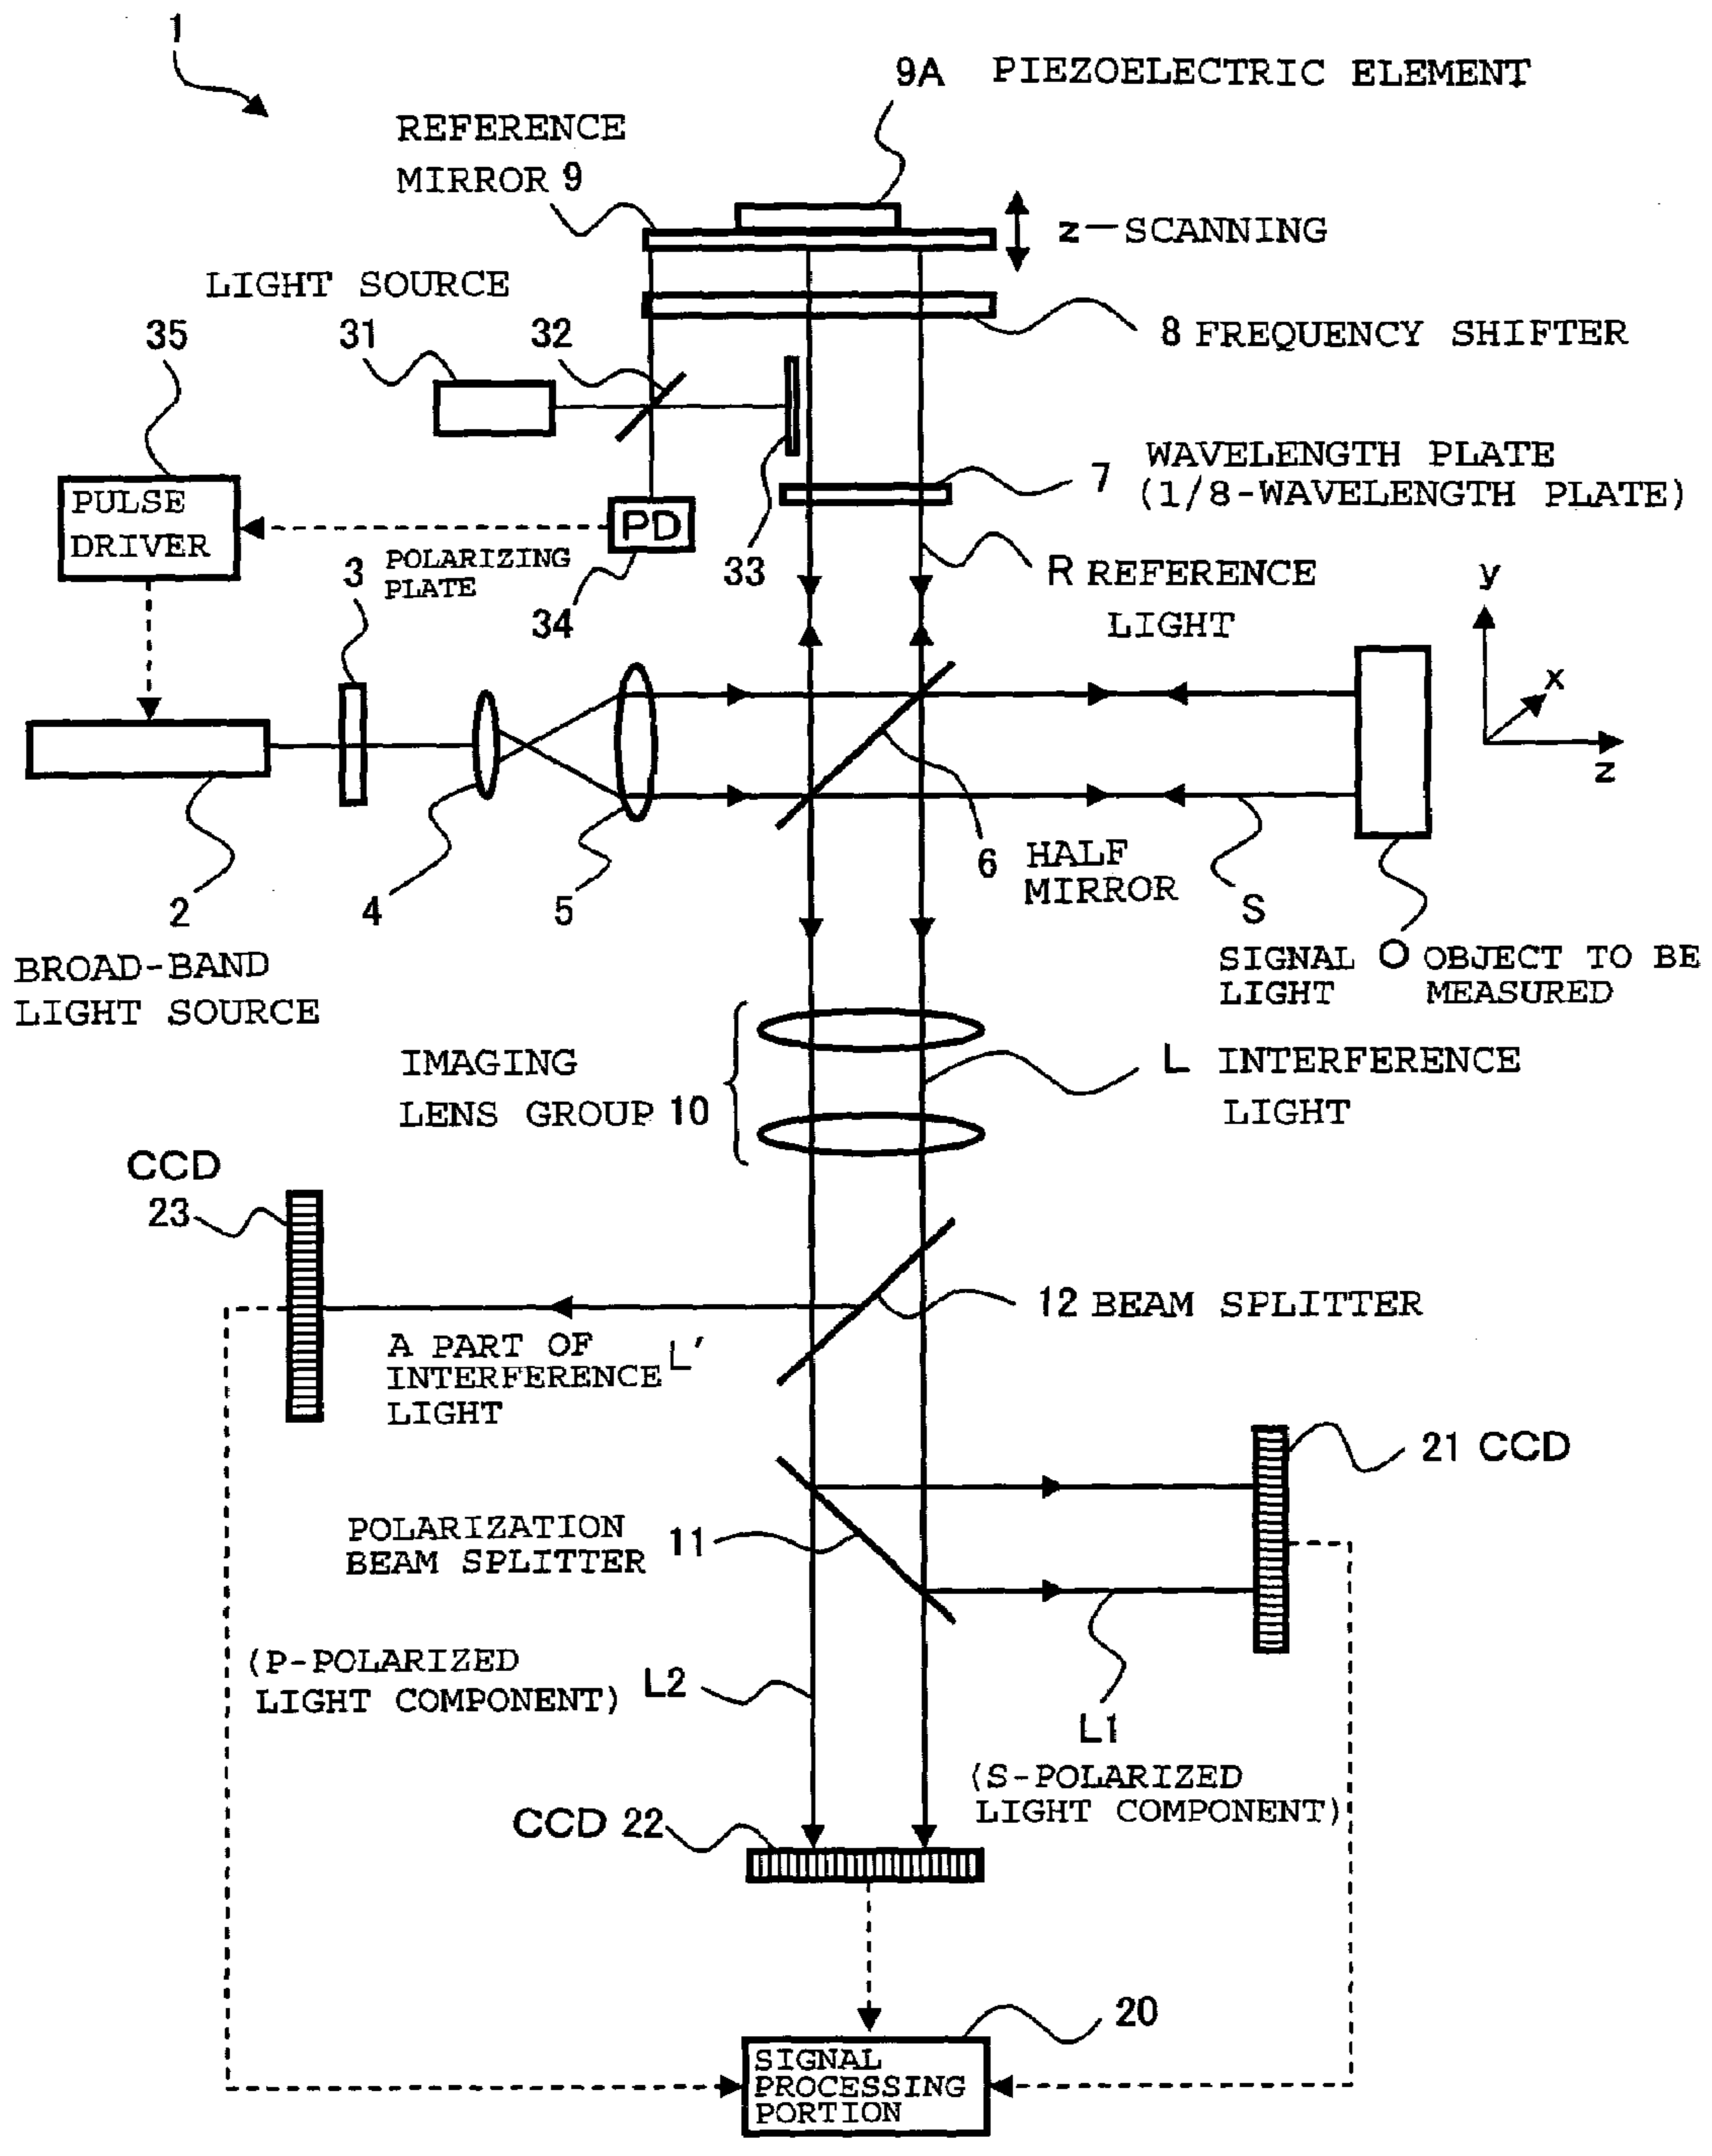 1
9A PIEZOELECTRIC ELEMENT
REFERENCE
MIRROR 9
z—SCANNING
LIGHT SOURCE
35
31
32
8 FREQUENCY SHIFTER
WAVELENGTH PLATE
7 (1/8-WAVELENGTH PLATE)
PULSE
DRIVER
PD
3 POLARIZING
PLATE
33
34
R REFERENCE
LIGHT
y
x
z
2
4
5
6 HALF
MIRROR
S
BROAD-BAND
LIGHT SOURCE
SIGNAL
LIGHT
O OBJECT TO BE
MEASURED
IMAGING
LENS GROUP 10
L INTERFERENCE
LIGHT
CCD
23
12 BEAM SPLITTER
A PART OF
INTERFERENCE L'
LIGHT
21 CCD
POLARIZATION
BEAM SPLITTER 11
(P-POLARIZED
LIGHT COMPONENT) L2
L1
(S-POLARIZED
LIGHT COMPONENT)
CCD 22
20
SIGNAL
PROCESSING
PORTION